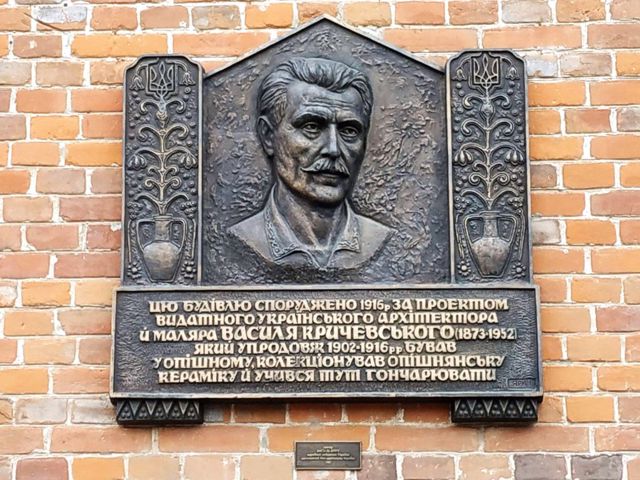 ЦЮ БУДІВЛЮ СПОРУДЖЕНО 1916р. ЗА ПРОЕКТОМ
ВИДАТНОГО УКРАЇНСЬКОГО АРХІТЕКТОРА
Й МАЛЯРА ВАСИЛЯ КРИЧЕВСЬКОГО (1873-1952)
ЯКИЙ УПРОДОВЖ 1902-1916 рр. БУВАВ
У ОПІШНОМУ, КОЛЕКЦІОНУВАВ ОПІШНЯНСЬКУ
КЕРАМІКУ Й УЧИВСЯ ТУТ ГОНЧАРЮВАТИ